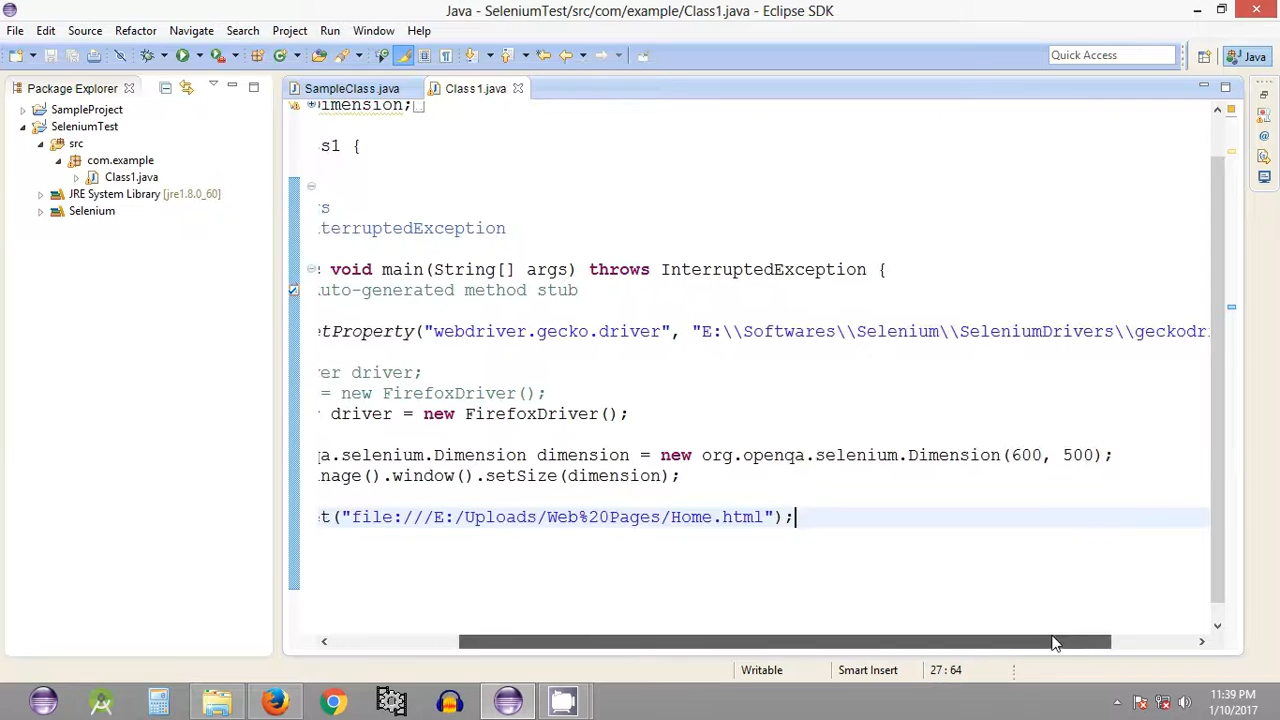 Java - SeleniumTest/src/com/example/Class1.java - Eclipse SDK
File Edit Source Refactor Navigate Search Project Run Window Help
Quick Access
Java
Package Explorer
SampleClass.java
Class1.java
SampleProject
SeleniumTest
src
com.example
Class1.java
JRE System Library [jre1.8.0_60]
Selenium
imension;
s1 {
s
terruptedException
void main(String[] args) throws InterruptedException {
uto-generated method stub
etProperty("webdriver.gecko.driver", "E:\\Softwares\\Selenium\\SeleniumDrivers\\geckodri
er driver;
= new FirefoxDriver();
driver = new FirefoxDriver();
qa.selenium.Dimension dimension = new org.openqa.selenium.Dimension(600, 500);
nage().window().setSize(dimension);
t("file:///E:/Uploads/Web%20Pages/Home.html");
Writable
Smart Insert
27 : 64
11:39 PM
1/10/2017